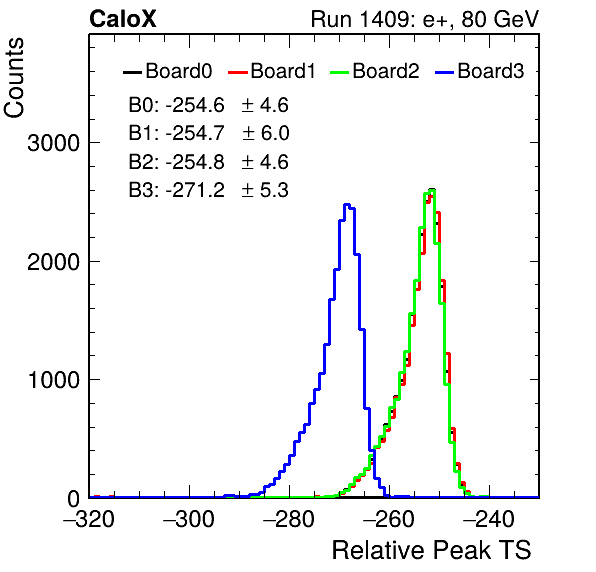 CaloX Run 1409: e+, 80 GeV
Counts
Board0 Board1 Board2 Board3
B0: -254.6 ± 4.6
B1: -254.7 ± 6.0
B2: -254.8 ± 4.6
B3: -271.2 ± 5.3
3000
2000
1000
0
−320 −300 −280 −260 −240
Relative Peak TS